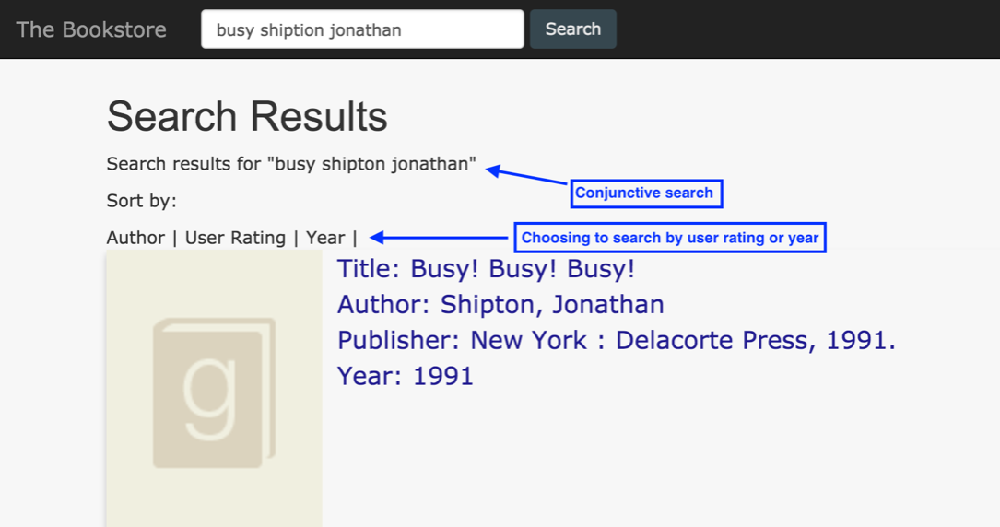 The Bookstore busy shiption jonathan Search
Search Results
Search results for "busy shipton jonathan"
Conjunctive search
Sort by:
Author | User Rating | Year |
Choosing to search by user rating or year
Title: Busy! Busy! Busy!
Author: Shipton, Jonathan
Publisher: New York : Delacorte Press, 1991.
Year: 1991
g